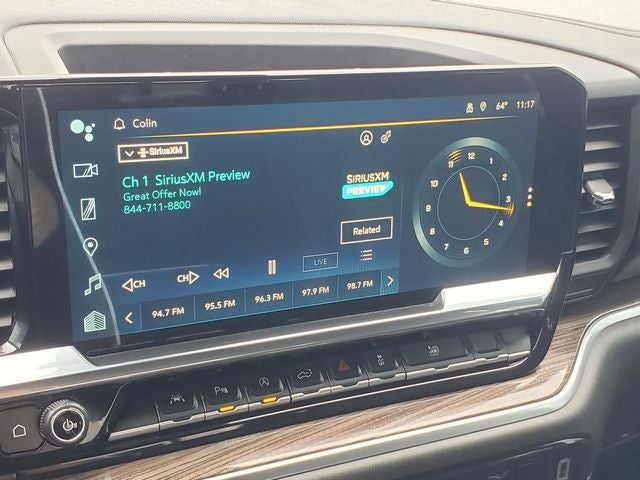 Colin
64° 11:17
SiriusXM
Ch 1 SiriusXM Preview
Great Offer Now!
844-711-8800
SIRIUSXM
PREVIEW
Related
CH CH LIVE
94.7 FM 95.5 FM 96.3 FM 97.9 FM 98.7 FM
12
11 1
10 2
9 3
8 4
7 5
6